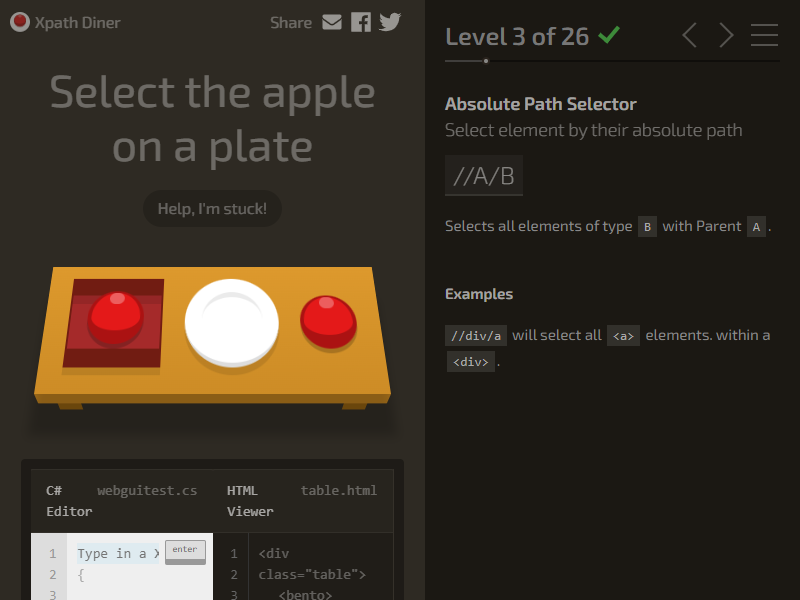 Xpath Diner
Share
Select the apple
on a plate
Help, I'm stuck!
C#
Editor
webguitest.cs
HTML
Viewer
table.html
1
2
3
Type in a X
{
enter
1
2
3
<div
class="table">
<bento>
Level 3 of 26
Absolute Path Selector
Select element by their absolute path
//A/B
Selects all elements of type B with Parent A .
Examples
//div/a will select all <a> elements. within a
<div> .